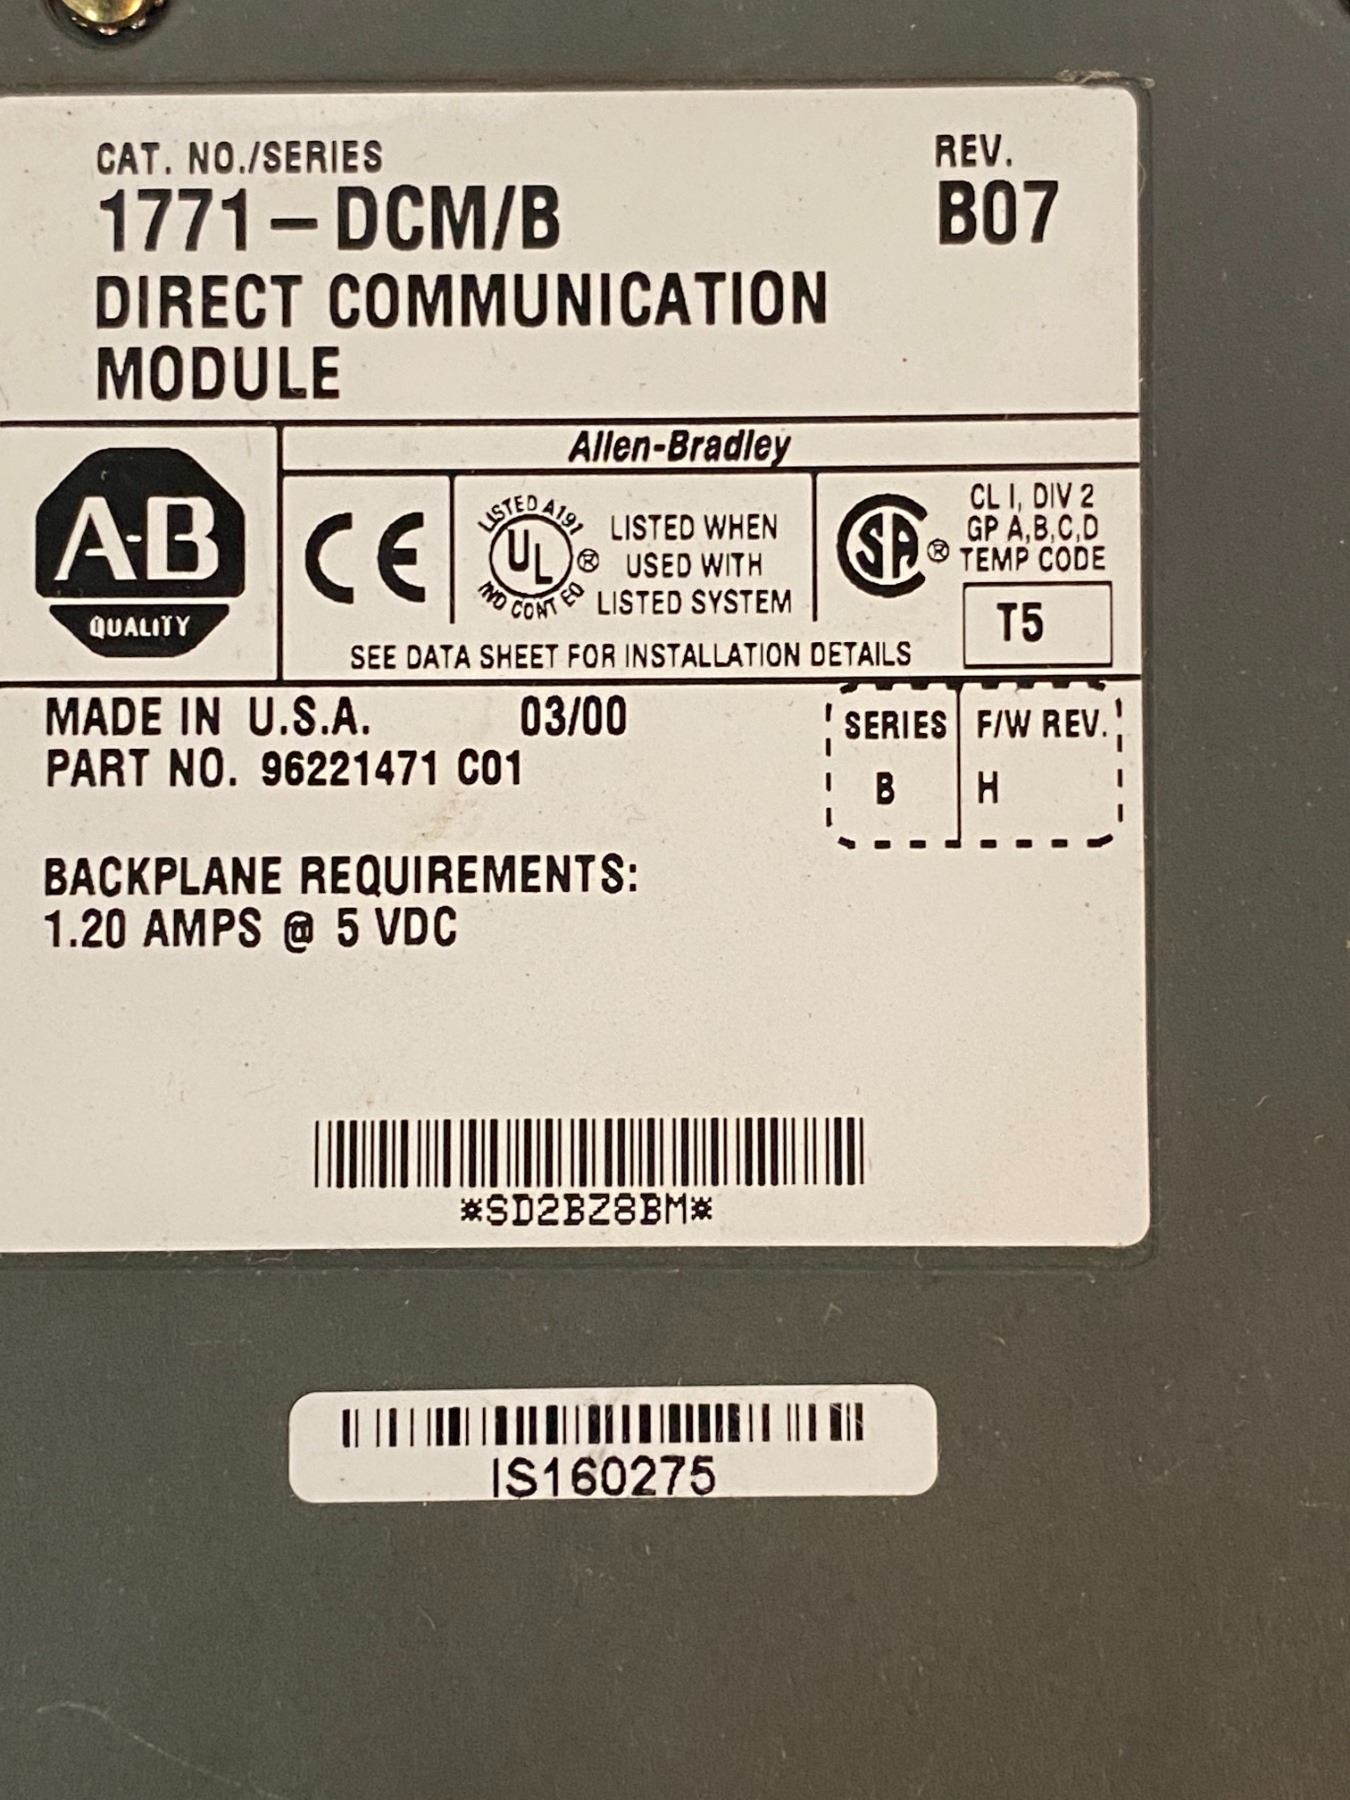 CAT. NO./SERIES
REV.
1771-DCM/B
B07
DIRECT COMMUNICATION
MODULE
Allen-Bradley
A-B
QUALITY
CE
LISTED A191
UL
®
IND CONT EQ
LISTED WHEN
USED WITH
LISTED SYSTEM
SA
®
CL I, DIV 2
GP A,B,C,D
TEMP CODE
T5
SEE DATA SHEET FOR INSTALLATION DETAILS
MADE IN U.S.A. 03/00
PART NO. 96221471 C01
SERIES F/W REV.
B H
BACKPLANE REQUIREMENTS:
1.20 AMPS @ 5 VDC
*SD2BZ8BM*
IS160275